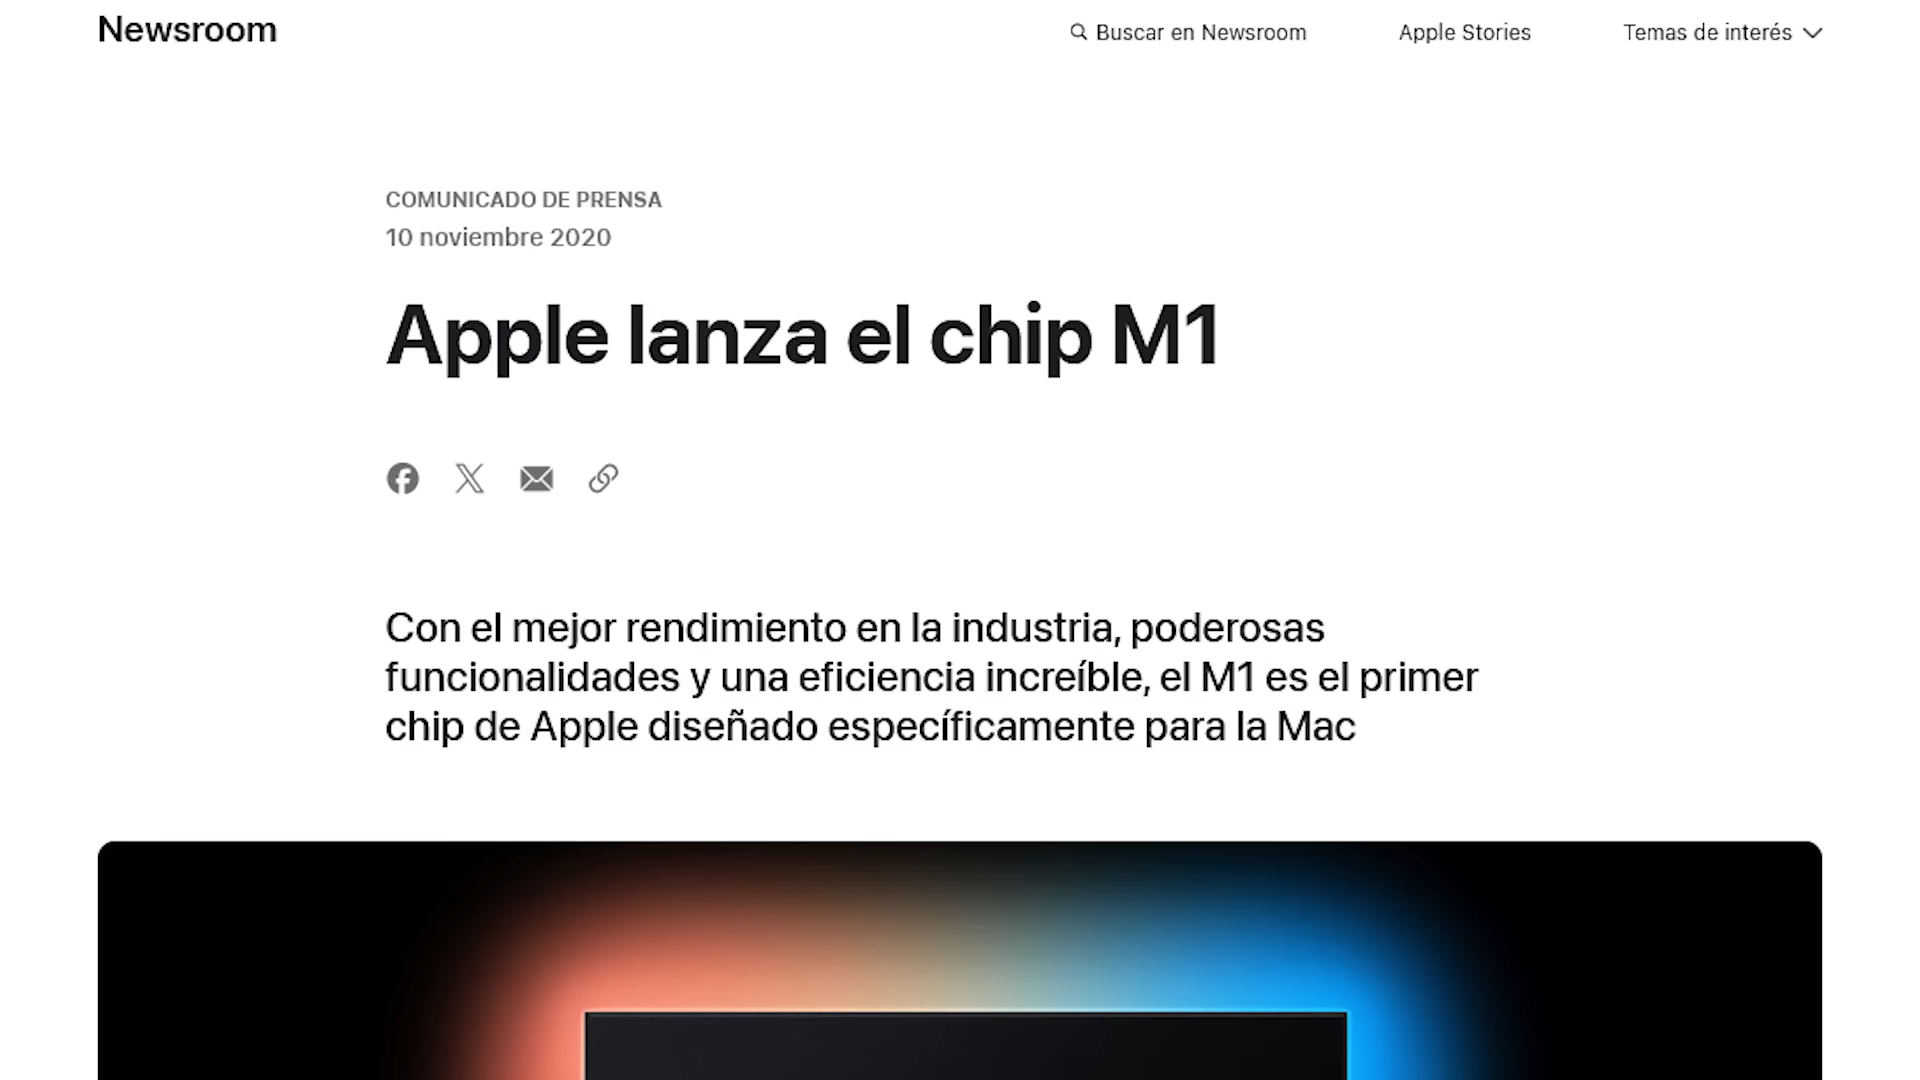 Newsroom
Buscar en Newsroom
Apple Stories
Temas de interés
COMUNICADO DE PRENSA
10 noviembre 2020
Apple lanza el chip M1
Con el mejor rendimiento en la industria, poderosas
funcionalidades y una eficiencia increíble, el M1 es el primer
chip de Apple diseñado específicamente para la Mac